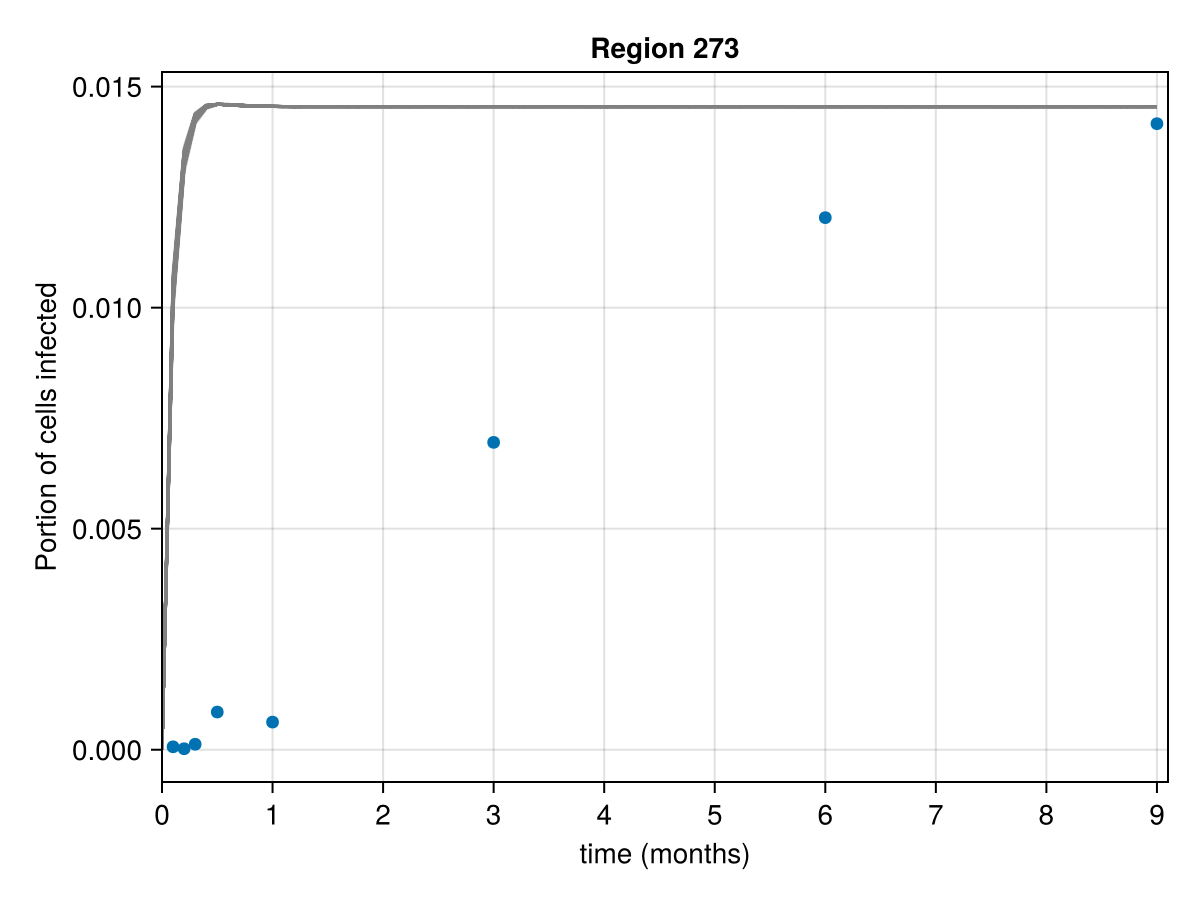 Region 273
Portion of cells infected
0.015
0.010
0.005
0.000
0 1 2 3 4 5 6 7 8 9
time (months)